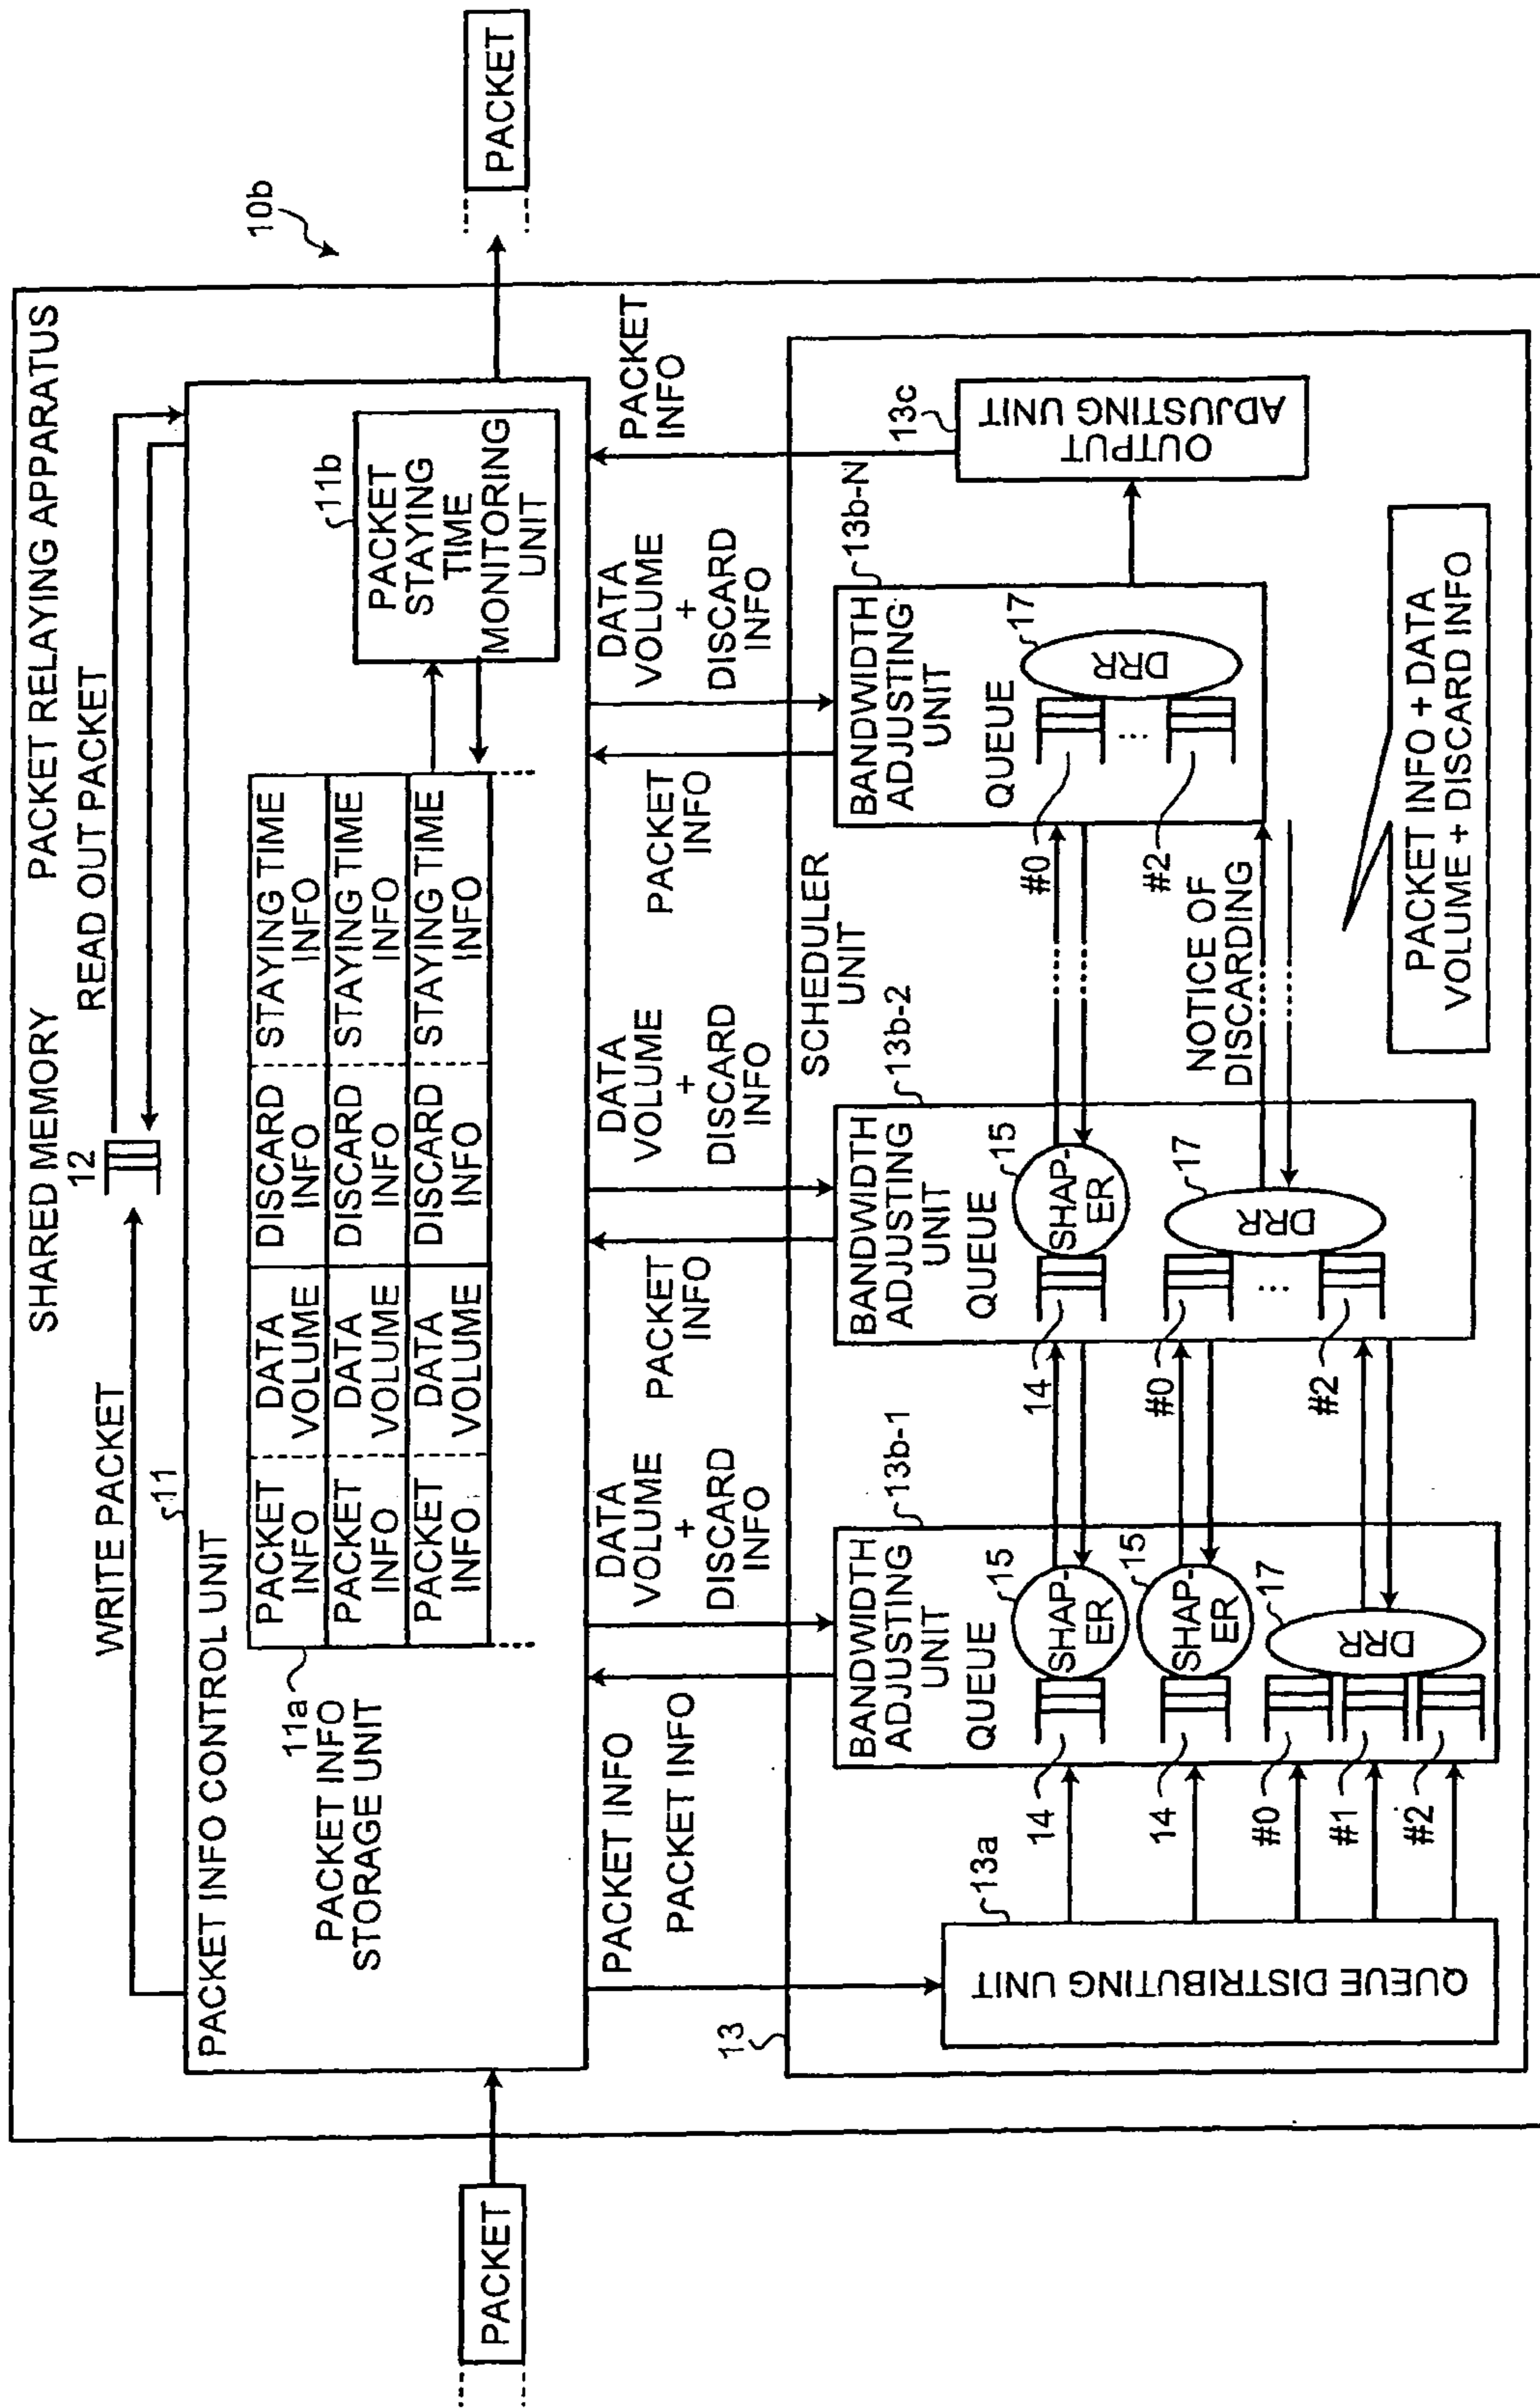 PACKET RELAYING APPARATUS
10b
SHARED MEMORY
12
WRITE PACKET
READ OUT PACKET
PACKET
PACKET
11
PACKET INFO CONTROL UNIT
11a
PACKET INFO
STORAGE UNIT
PACKET
INFO
DATA
VOLUME
DISCARD
INFO
STAYING TIME
INFO
PACKET
INFO
DATA
VOLUME
DISCARD
INFO
STAYING TIME
INFO
PACKET
INFO
DATA
VOLUME
DISCARD
INFO
STAYING TIME
INFO
11b
PACKET
STAYING
TIME
MONITORING
UNIT
PACKET INFO
PACKET INFO
DATA
VOLUME
+
DISCARD
INFO
PACKET
INFO
DATA
VOLUME
+
DISCARD
INFO
PACKET
INFO
DATA
VOLUME
+
DISCARD
INFO
PACKET
INFO
13
SCHEDULER
UNIT
13a
QUEUE DISTRIBUTING UNIT
14
14
#0
#1
#2
13b-1
BANDWIDTH
ADJUSTING
UNIT
QUEUE
15
SHAP-
ER
15
SHAP-
ER
17
DRR
14
#0
#2
13b-2
BANDWIDTH
ADJUSTING
UNIT
QUEUE
15
SHAP-
ER
17
DRR
...
NOTICE OF
DISCARDING
#0
#2
13b-N
BANDWIDTH
ADJUSTING
UNIT
QUEUE
17
DRR
...
13c
OUTPUT
ADJUSTING UNIT
PACKET INFO + DATA
VOLUME + DISCARD INFO